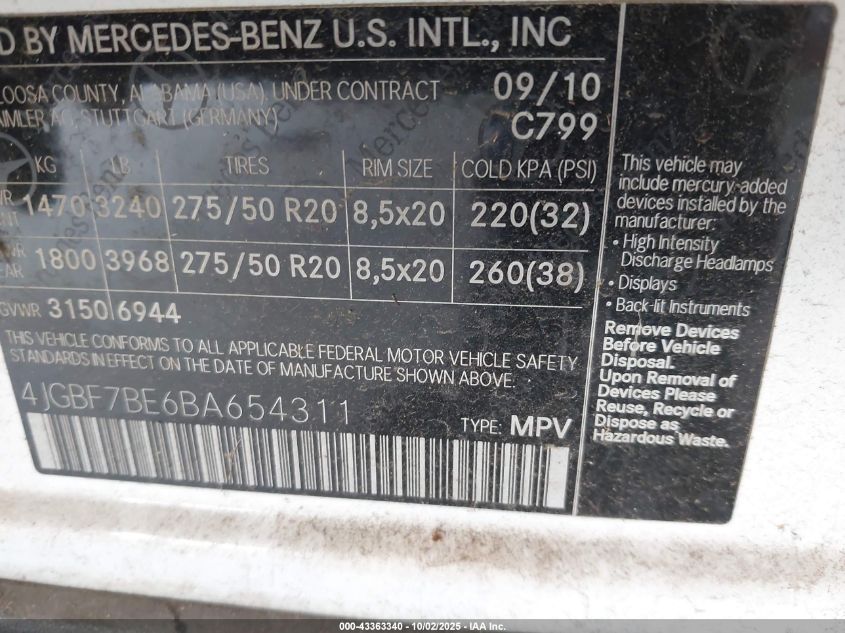 D BY MERCEDES-BENZ U.S. INTL., INC
LOOSA COUNTY, ALABAMA (USA), UNDER CONTRACT 09/10
IMLER AG, STUTTGART (GERMANY) C799
KG LB TIRES RIM SIZE COLD KPA (PSI)
1470 3240 275/50 R20 8,5x20 220(32)
1800 3968 275/50 R20 8,5x20 260(38)
GVWR 3150 6944
THIS VEHICLE CONFORMS TO ALL APPLICABLE FEDERAL MOTOR VEHICLE SAFETY
STANDARDS IN EFFECT ON THE DATE OF MANUFACTURE SHOWN ABOVE.
4JGBF7BE6BA654311
TYPE: MPV
This vehicle may
include mercury-added
devices installed by the
manufacturer:
• High Intensity
Discharge Headlamps
• Displays
• Back-lit Instruments
Remove Devices
Before Vehicle
Disposal.
Upon Removal of
Devices Please
Reuse, Recycle or
Dispose as
Hazardous Waste.
000-43363340 - 10/02/2025 - IAA Inc.